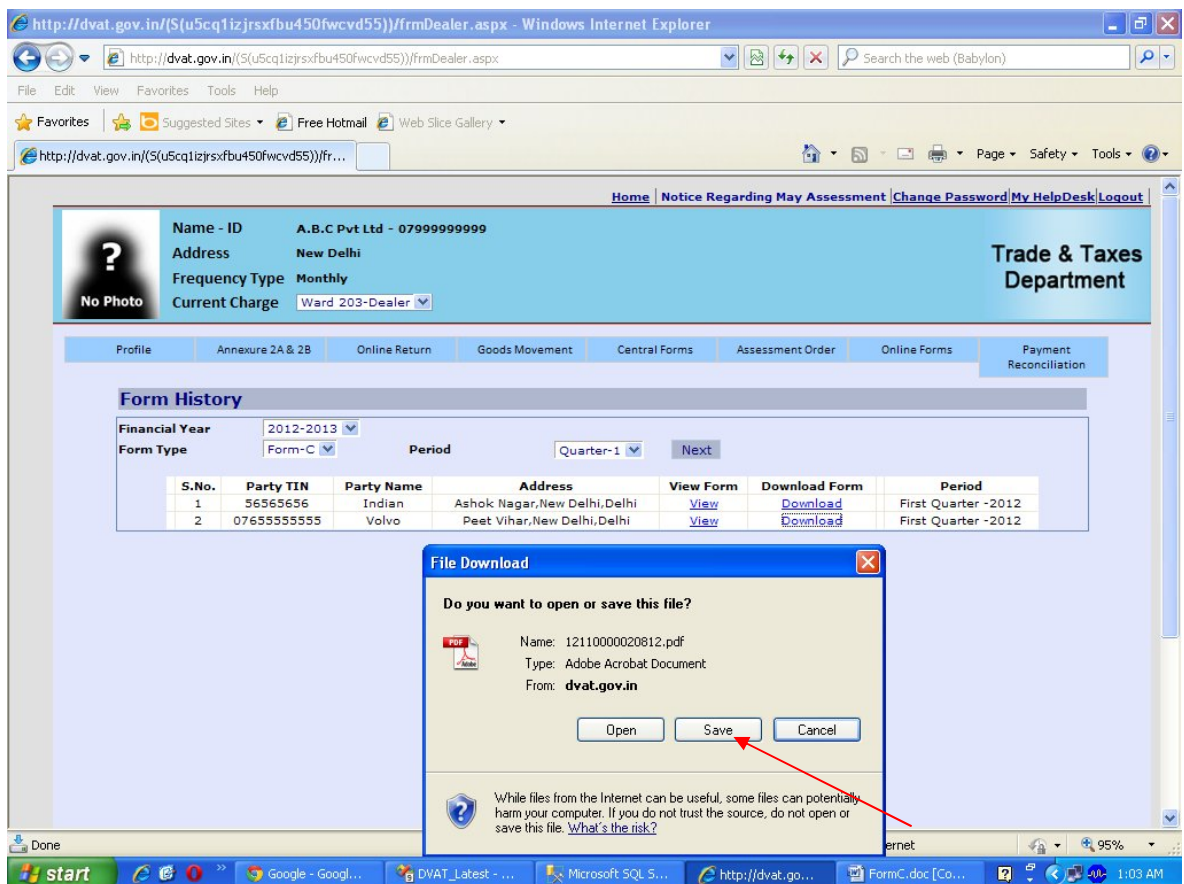 http://dvat.gov.in/(S(u5cq1izjrsxfbu450fwcvd55))/frmDealer.aspx - Windows Internet Explorer
http://dvat.gov.in/(S(u5cq1izjrsxfbu450fwcvd55))/frmDealer.aspx
Search the web (Babylon)
File Edit View Favorites Tools Help
Favorites Suggested Sites Free Hotmail Web Slice Gallery
http://dvat.gov.in/(S(u5cq1izjrsxfbu450fwcvd55))/fr...
Page Safety Tools
Home | Notice Regarding May Assessment | Change Password | My HelpDesk | Logout |
?
No Photo
Name - ID A.B.C Pvt Ltd - 07999999999
Address New Delhi
Frequency Type Monthly
Current Charge Ward 203-Dealer
Trade & Taxes
Department
Profile Annexure 2A & 2B Online Return Goods Movement Central Forms Assessment Order Online Forms Payment Reconciliation
Form History
Financial Year 2012-2013
Form Type Form-C Period Quarter-1 Next
S.No. Party TIN Party Name Address View Form Download Form Period
1 56565656 Indian Ashok Nagar,New Delhi,Delhi View Download First Quarter -2012
2 07655555555 Volvo Peet Vihar,New Delhi,Delhi View Download First Quarter -2012
File Download
Do you want to open or save this file?
PDF
Adobe
Name: 12110000020812.pdf
Type: Adobe Acrobat Document
From: dvat.gov.in
Open Save Cancel
While files from the Internet can be useful, some files can potentially
harm your computer. If you do not trust the source, do not open or
save this file. What's the risk?
Done
ernet
95%
start
Google - Googl...
DVAT_Latest - ...
Microsoft SQL S...
http://dvat.go...
FormC.doc [Co...
1:03 AM